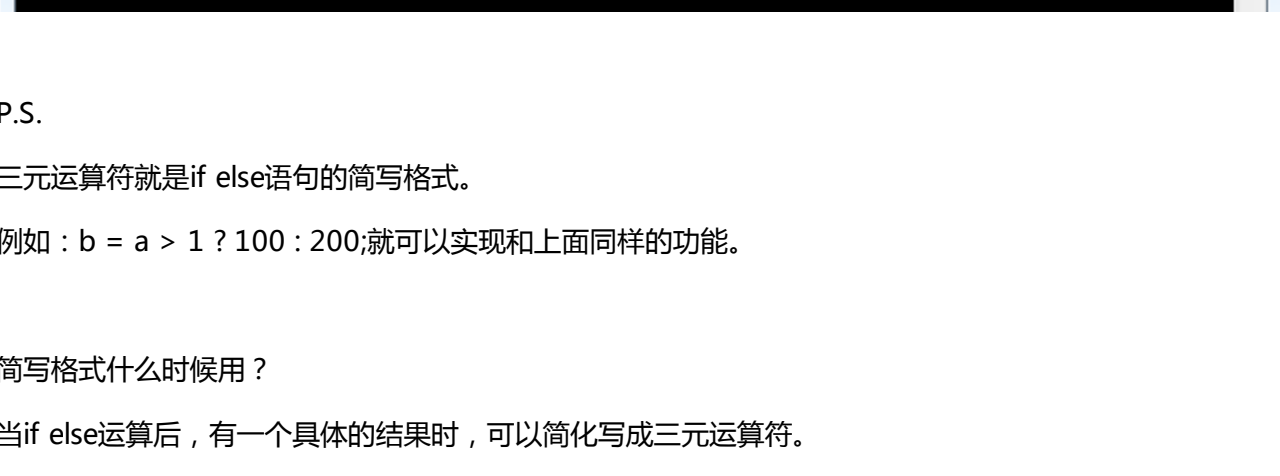 P.S.
三元运算符就是if else语句的简写格式。
例如：b = a > 1 ? 100 : 200;就可以实现和上面同样的功能。
简写格式什么时候用？
当if else运算后，有一个具体的结果时，可以简化写成三元运算符。